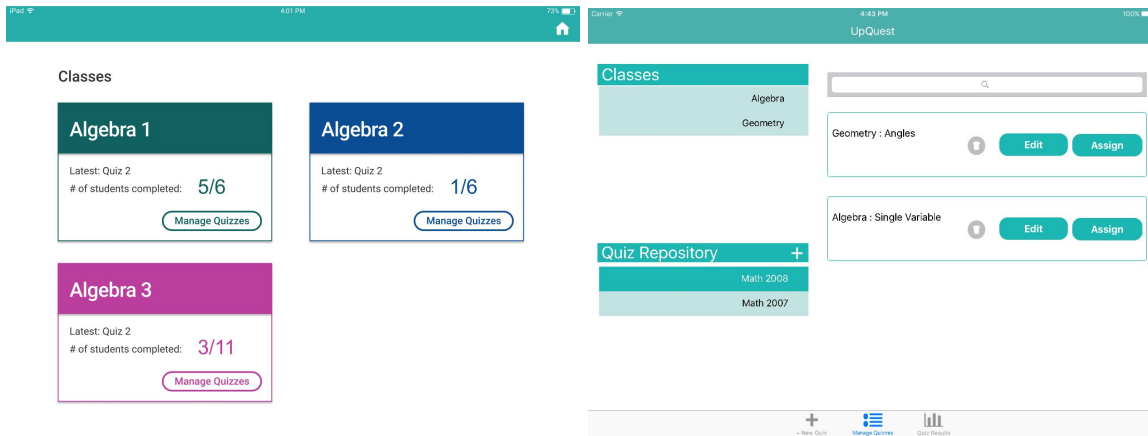 iPad 4:01 PM 73%
Classes
Algebra 1
Latest: Quiz 2
# of students completed: 5/6
Manage Quizzes
Algebra 2
Latest: Quiz 2
# of students completed: 1/6
Manage Quizzes
Algebra 3
Latest: Quiz 2
# of students completed: 3/11
Manage Quizzes
Carrier 4:43 PM 100%
UpQuest
Classes
Algebra
Geometry
Quiz Repository +
Math 2008
Math 2007
Geometry : Angles
Edit Assign
Algebra : Single Variable
Edit Assign
+ New Quiz Manage Quizzes Quiz Results